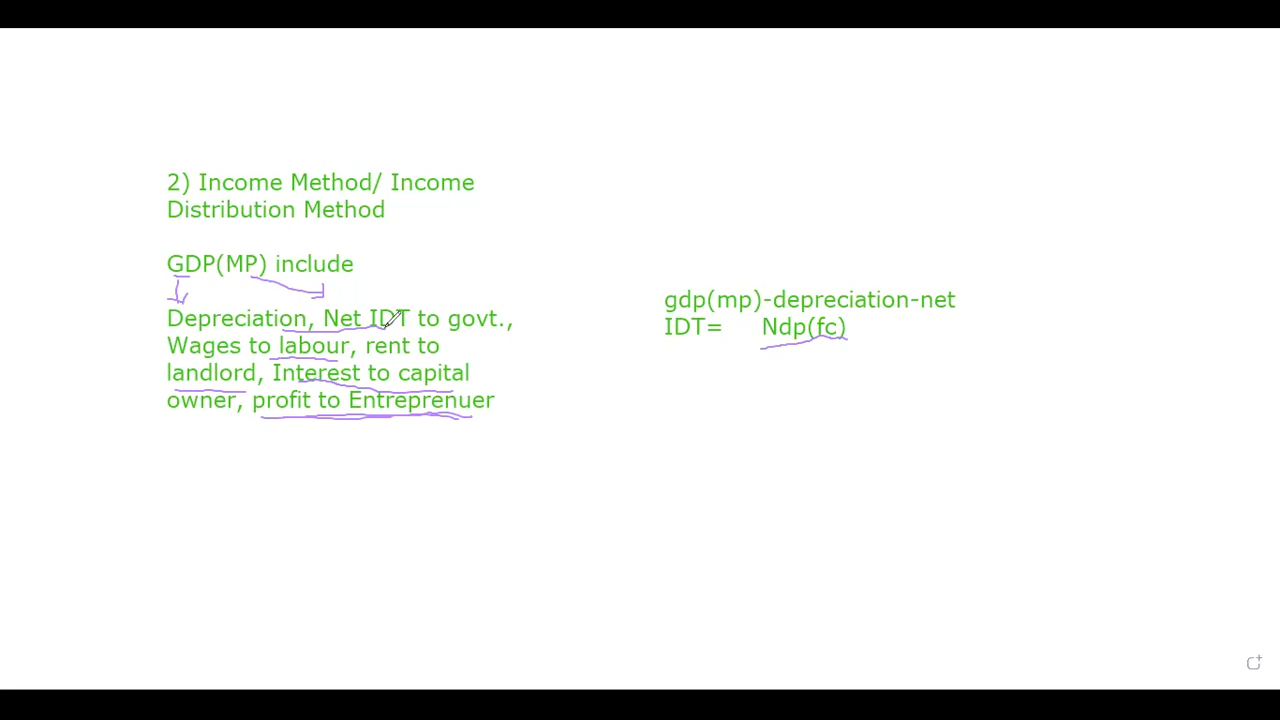 2) Income Method/ Income
Distribution Method
GDP(MP) include
Depreciation, Net IDT to govt.,
Wages to labour, rent to
landlord, Interest to capital
owner, profit to Entreprenuer
gdp(mp)-depreciation-net
IDT= Ndp(fc)